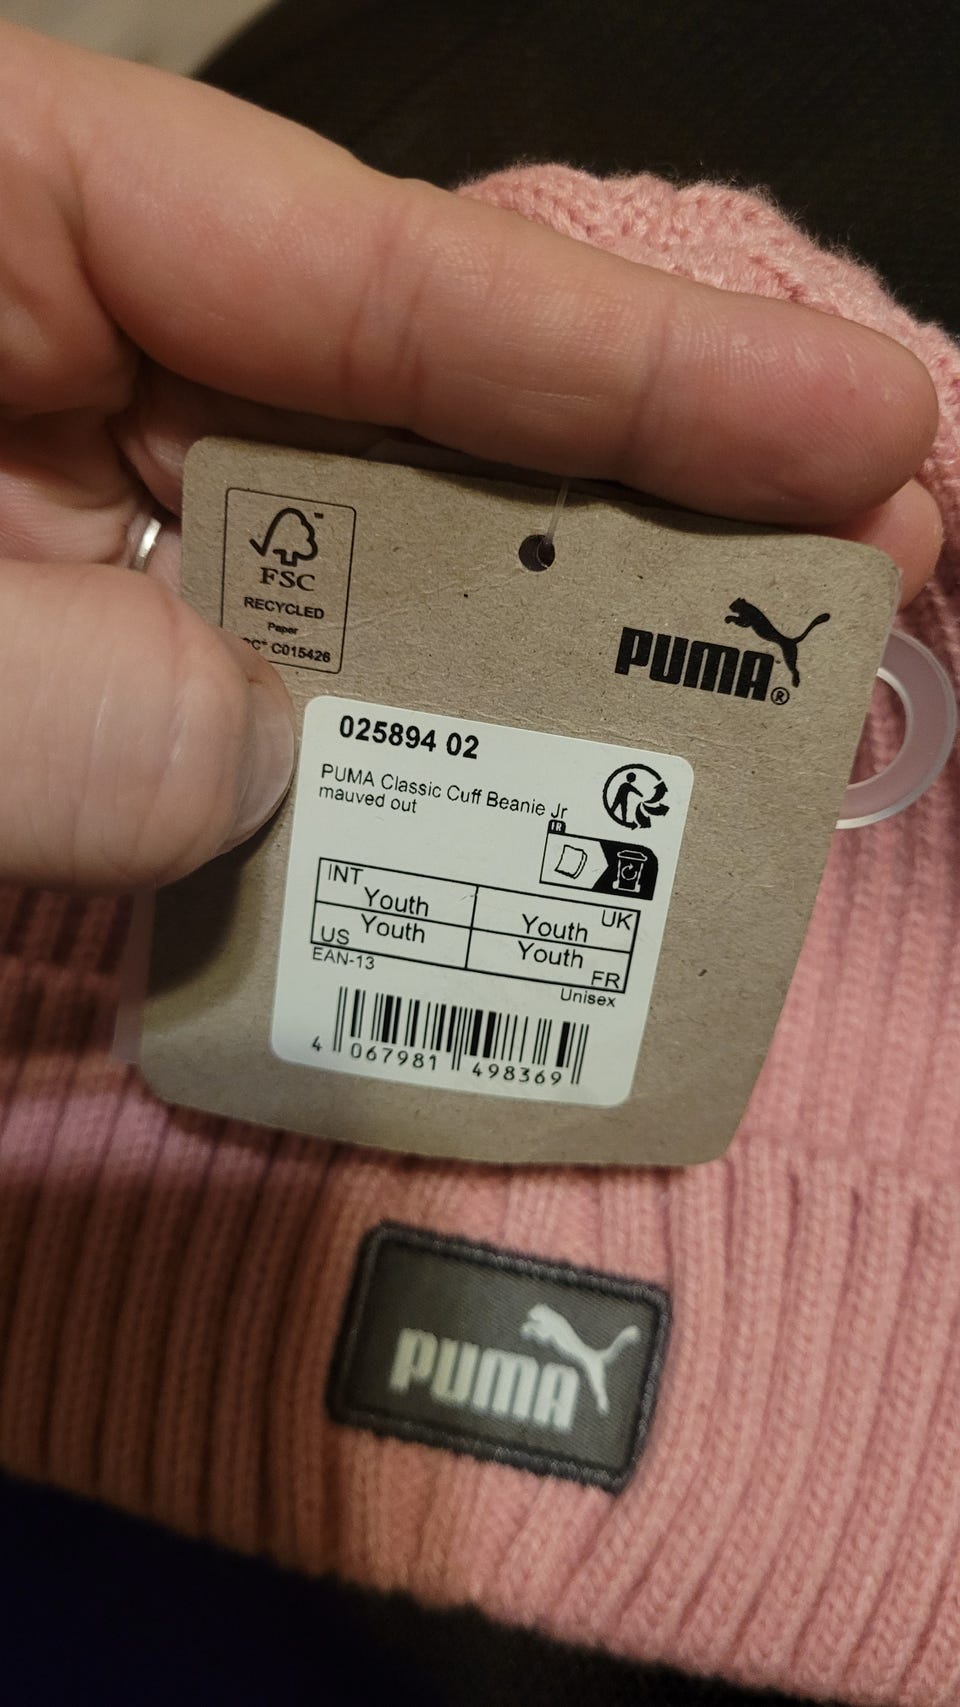 FSC
RECYCLED
Paper
C015426
PUMA®
025894 02
PUMA Classic Cuff Beanie Jr
mauved out
FR
INT
Youth
Youth
UK
US
Youth
Youth
FR
EAN-13
Unisex
4 067981 498369
PUMA